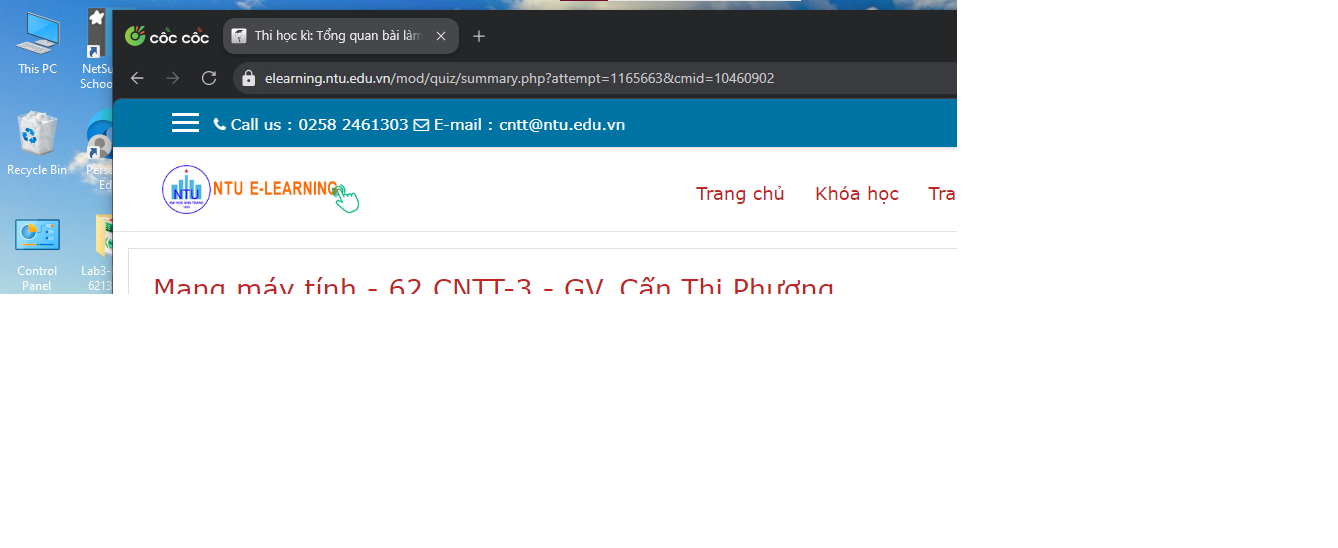 This PC
NetSu
Schoo
Recycle Bin
Pers
Ed
Control
Panel
Lab3-
6213
cốc cốc
Thi học kì: Tổng quan bài làm
elearning.ntu.edu.vn/mod/quiz/summary.php?attempt=1165663&cmid=10460902
Call us : 0258 2461303 E-mail : cntt@ntu.edu.vn
NTU
NTU E-LEARNING
Trang chủ Khóa học Tra
Mạng máy tính - 62.CNTT-3 - GV. Cấn Thị Phượng